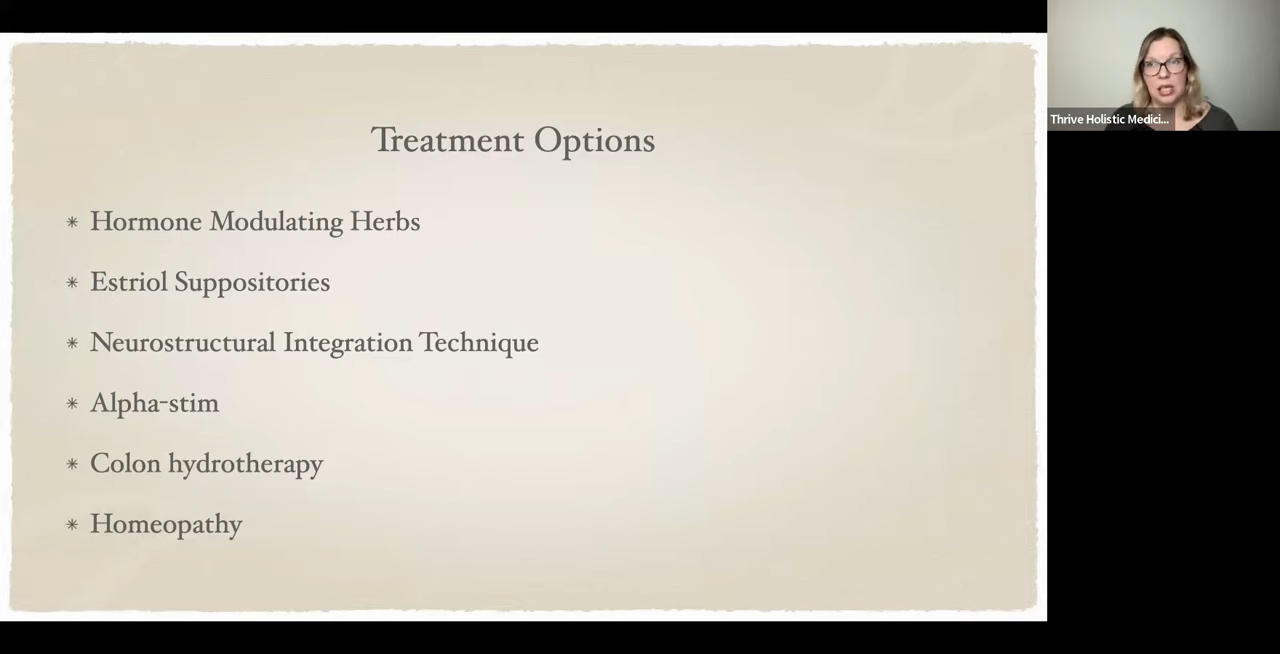 Treatment Options
* Hormone Modulating Herbs
* Estriol Suppositories
* Neurostructural Integration Technique
* Alpha-stim
* Colon hydrotherapy
* Homeopathy
Thrive Holistic Medici...